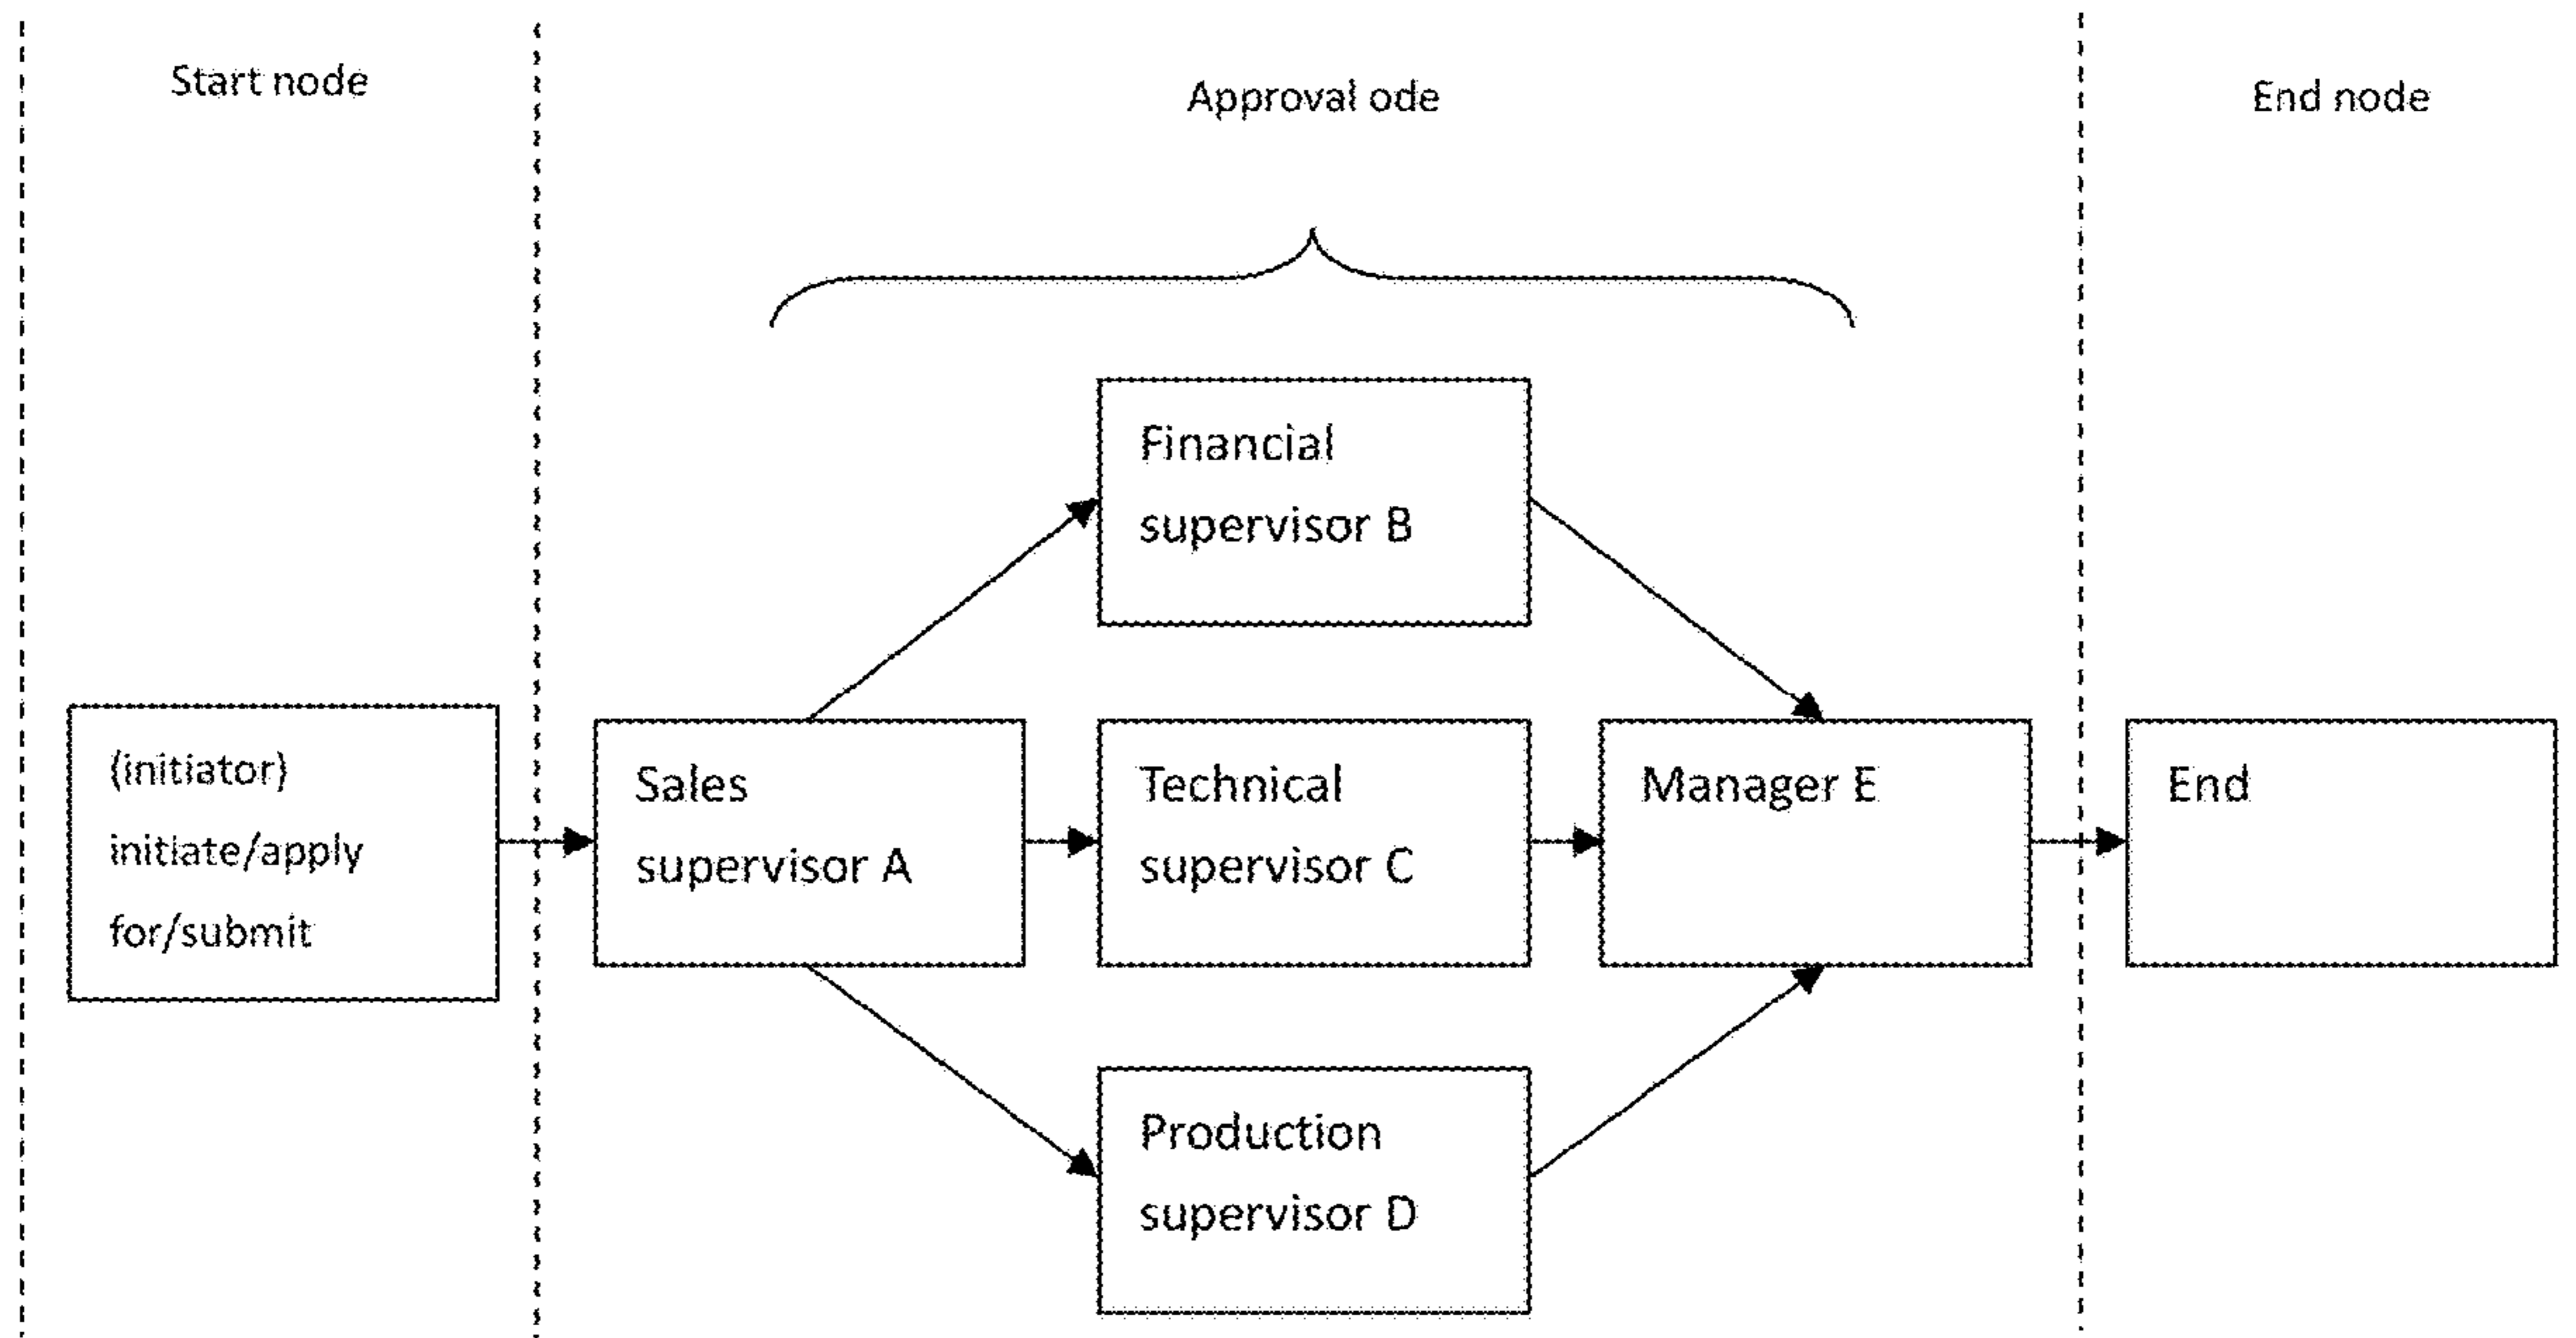 Start node
Approval ode
End node
Financial
supervisor B
(initiator)
initiate/apply
for/submit
Sales
supervisor A
Technical
supervisor C
Manager E
End
Production
supervisor D